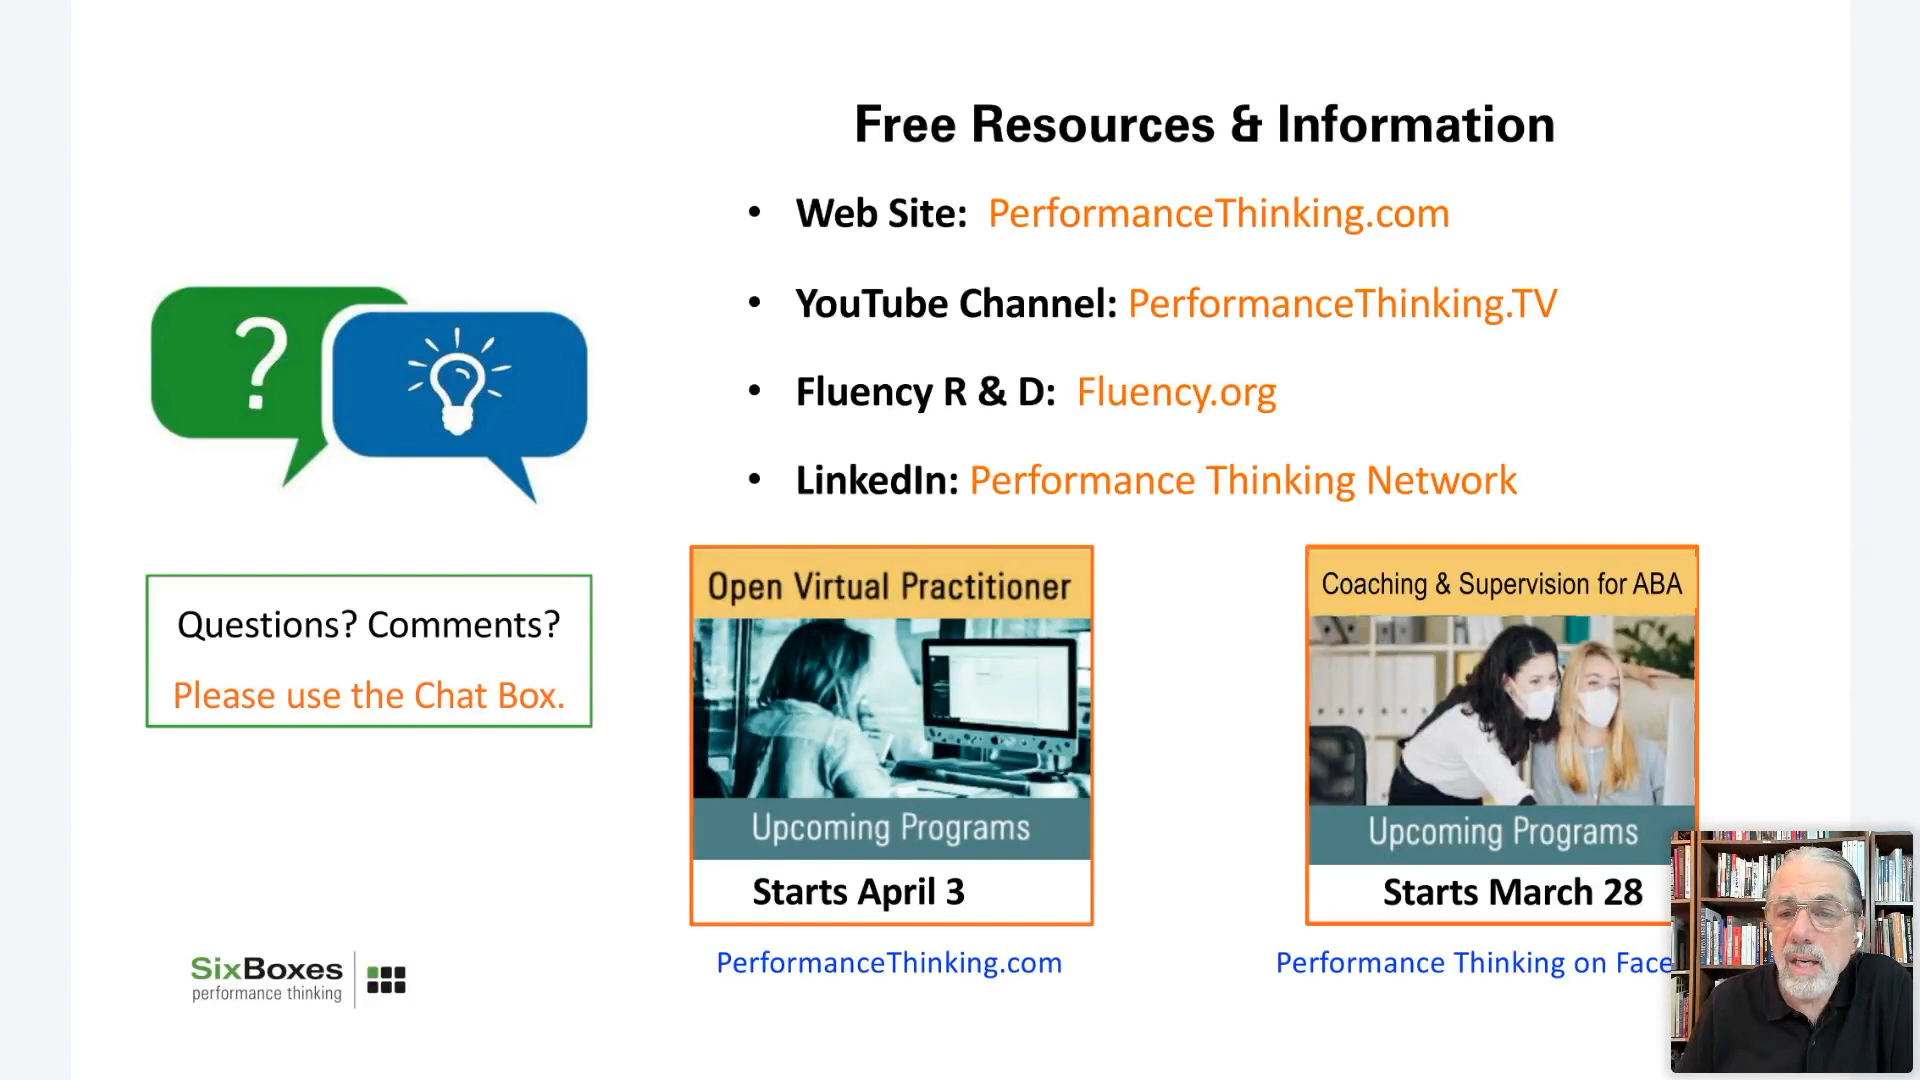 Free Resources & Information
• Web Site: PerformanceThinking.com
• YouTube Channel: PerformanceThinking.TV
• Fluency R & D: Fluency.org
• LinkedIn: Performance Thinking Network
?
Questions? Comments?
Please use the Chat Box.
Open Virtual Practitioner
Upcoming Programs
Starts April 3
PerformanceThinking.com
Coaching & Supervision for ABA
Upcoming Programs
Starts March 28
Performance Thinking on Face
SixBoxes
performance thinking